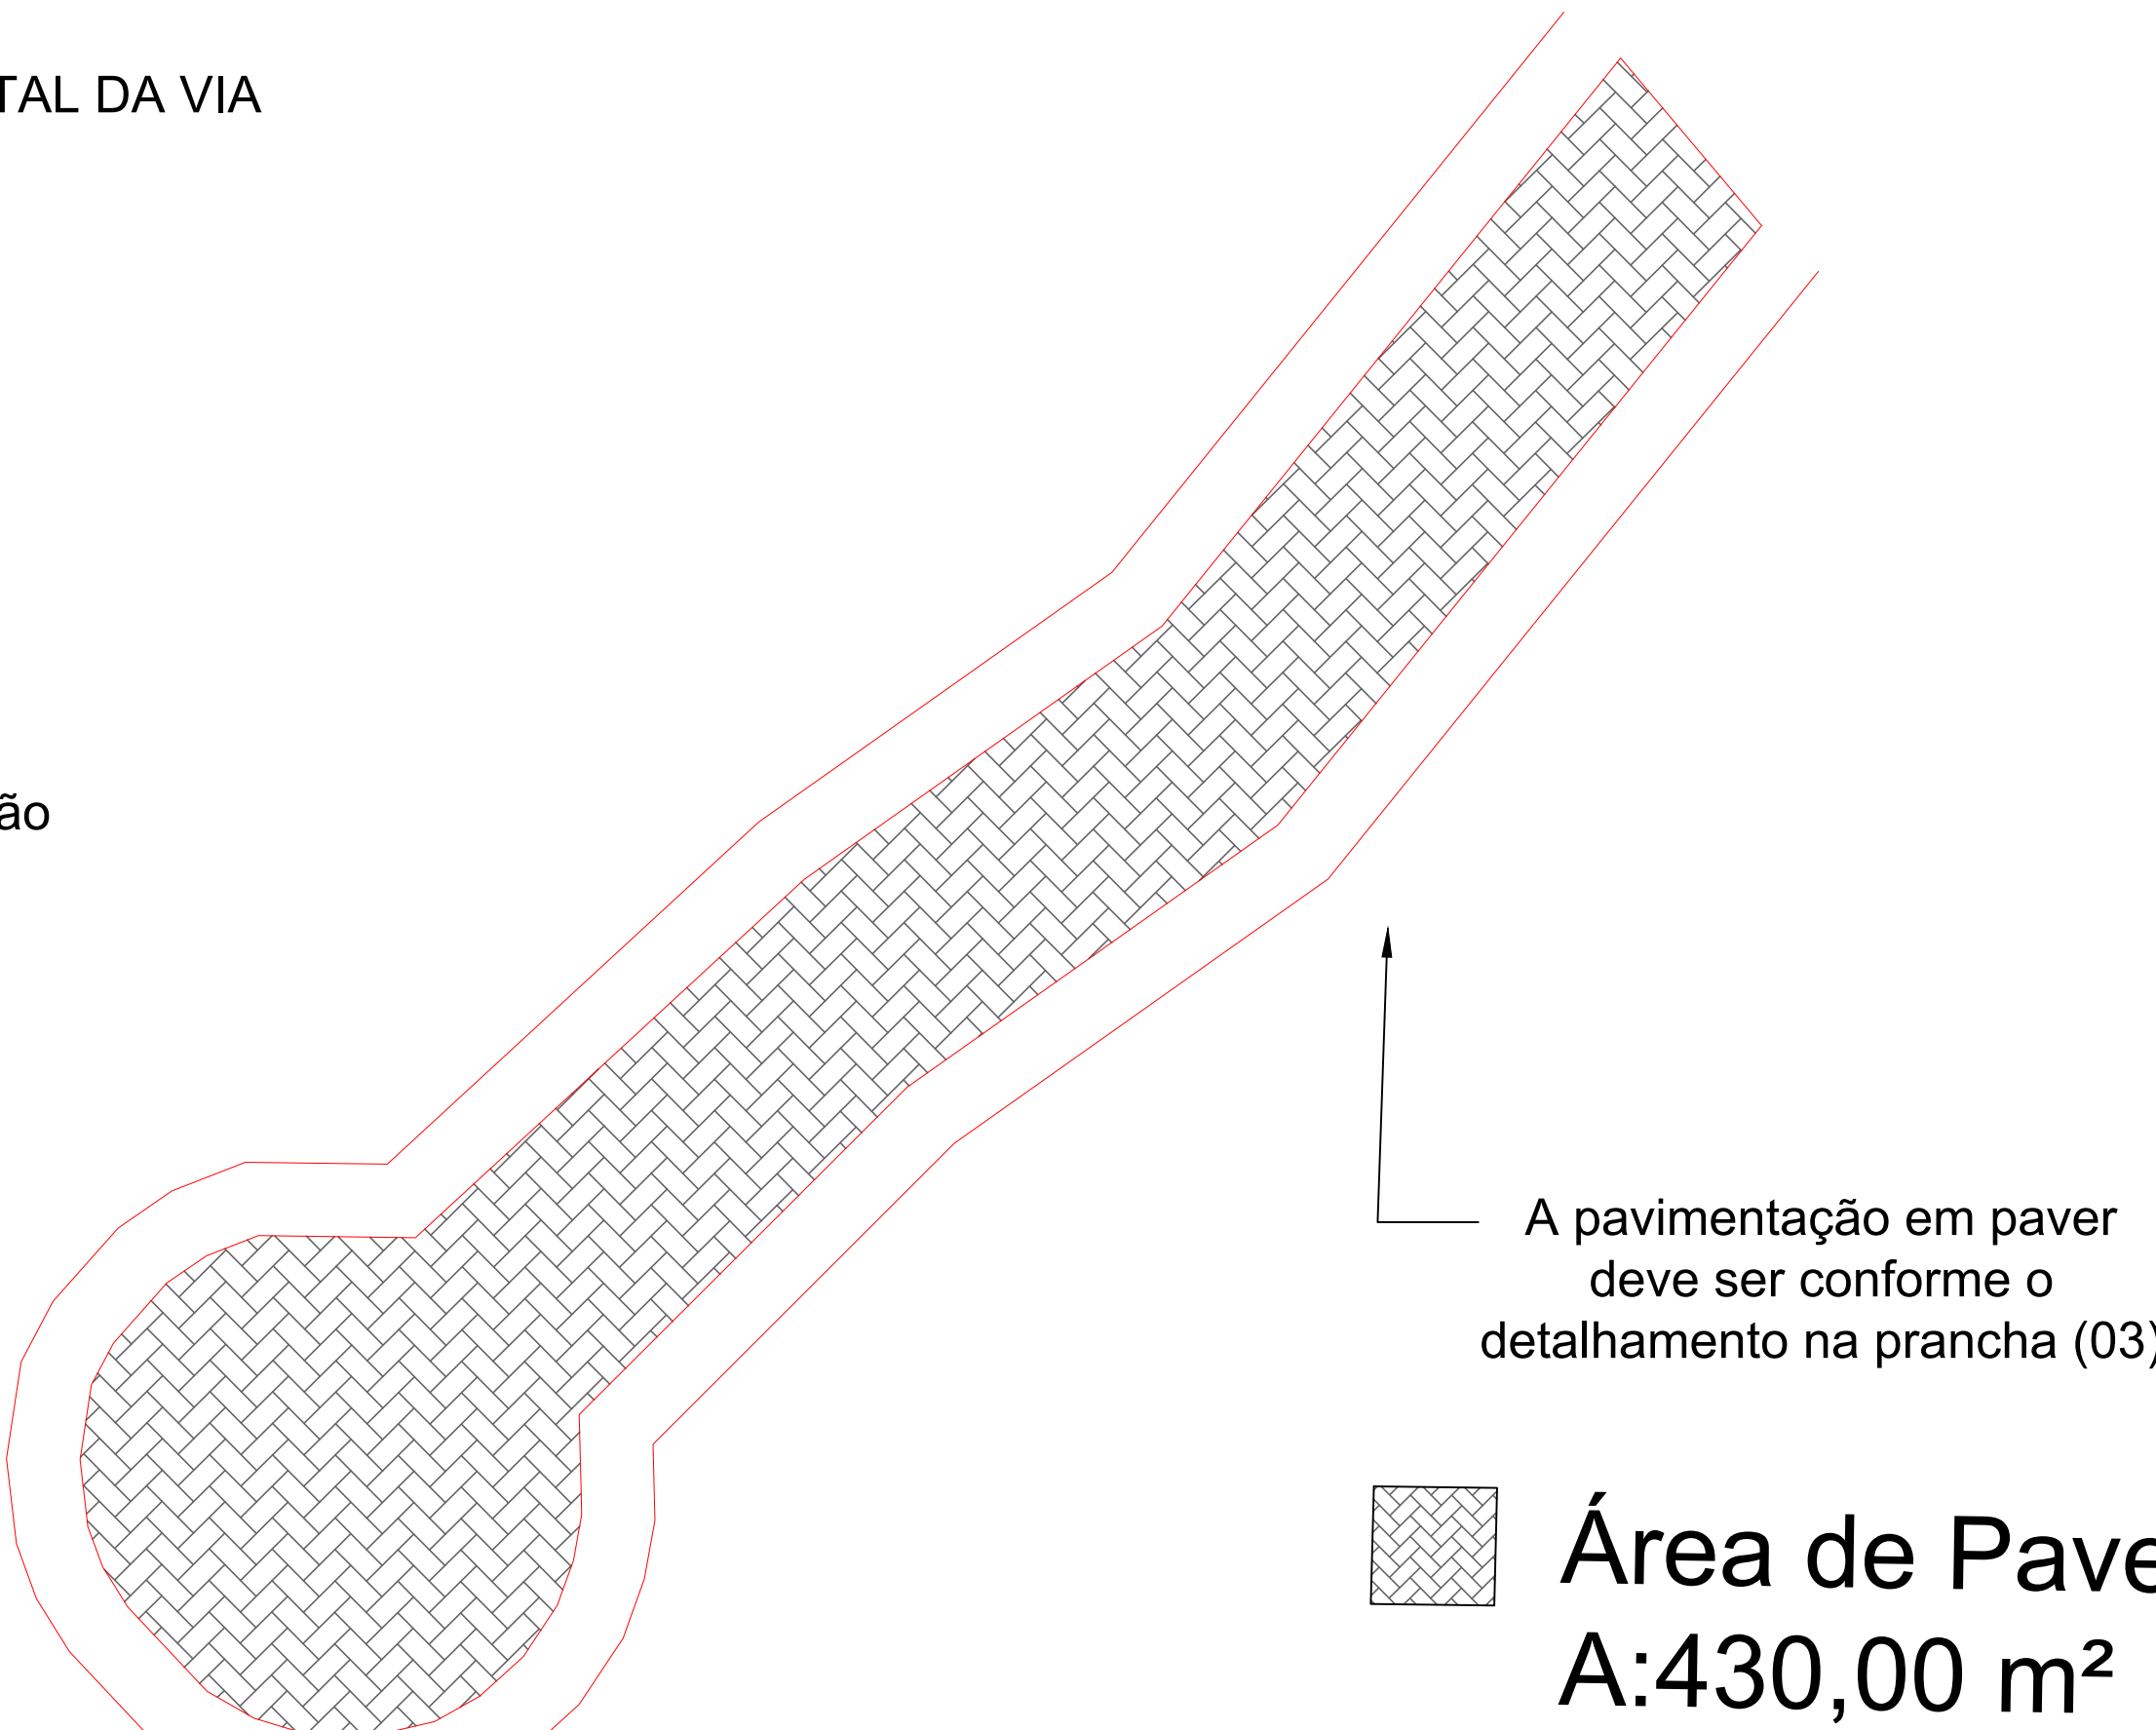 TAL DA VIA
ão
A pavimentação em paver
deve ser conforme o
detalhamento na prancha (03)
Área de Pave
A:430,00 m²